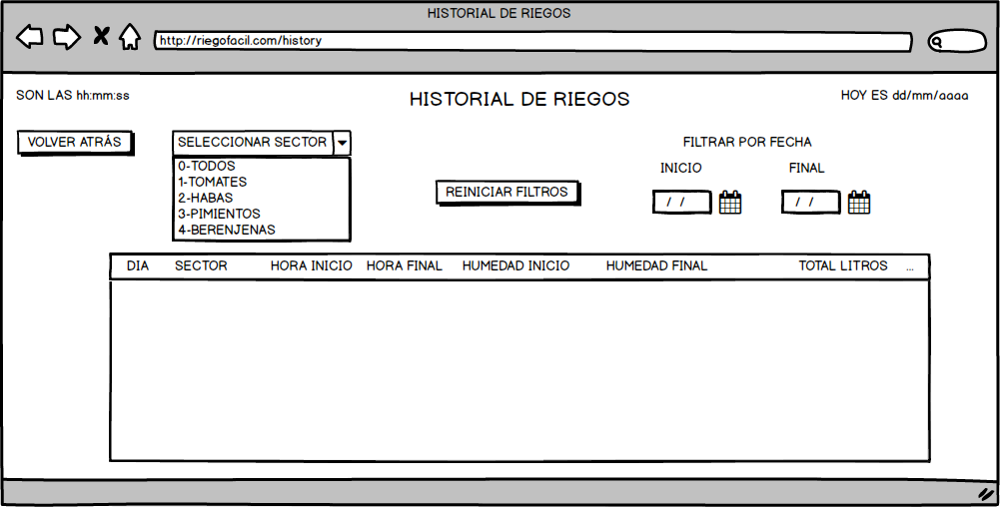 HISTORIAL DE RIEGOS
http://riegofacil.com/history
SON LAS hh:mm:ss
HISTORIAL DE RIEGOS
HOY ES dd/mm/aaaa
VOLVER ATRÁS
SELECCIONAR SECTOR
0-TODOS
1-TOMATES
2-HABAS
3-PIMIENTOS
4-BERENJENAS
REINICIAR FILTROS
FILTRAR POR FECHA
INICIO FINAL
/ / / /
DIA SECTOR HORA INICIO HORA FINAL HUMEDAD INICIO HUMEDAD FINAL TOTAL LITROS ...